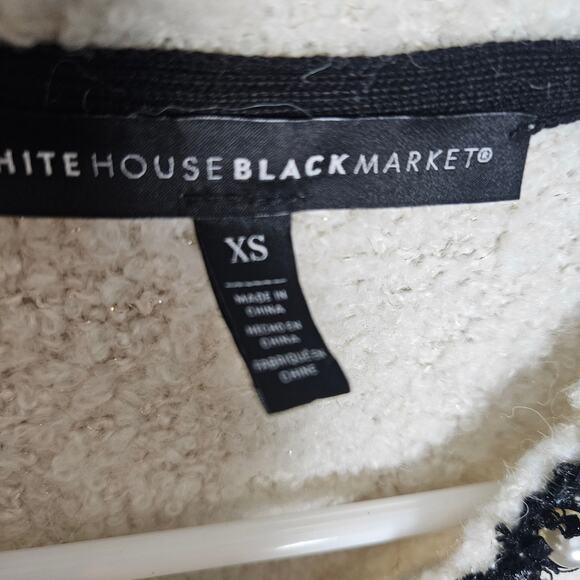 HITE HOUSE BLACK MARKET®
XS
MADE IN
CHINA
HECHO EN
CHINA
FABRIQUÉ EN
CHINE